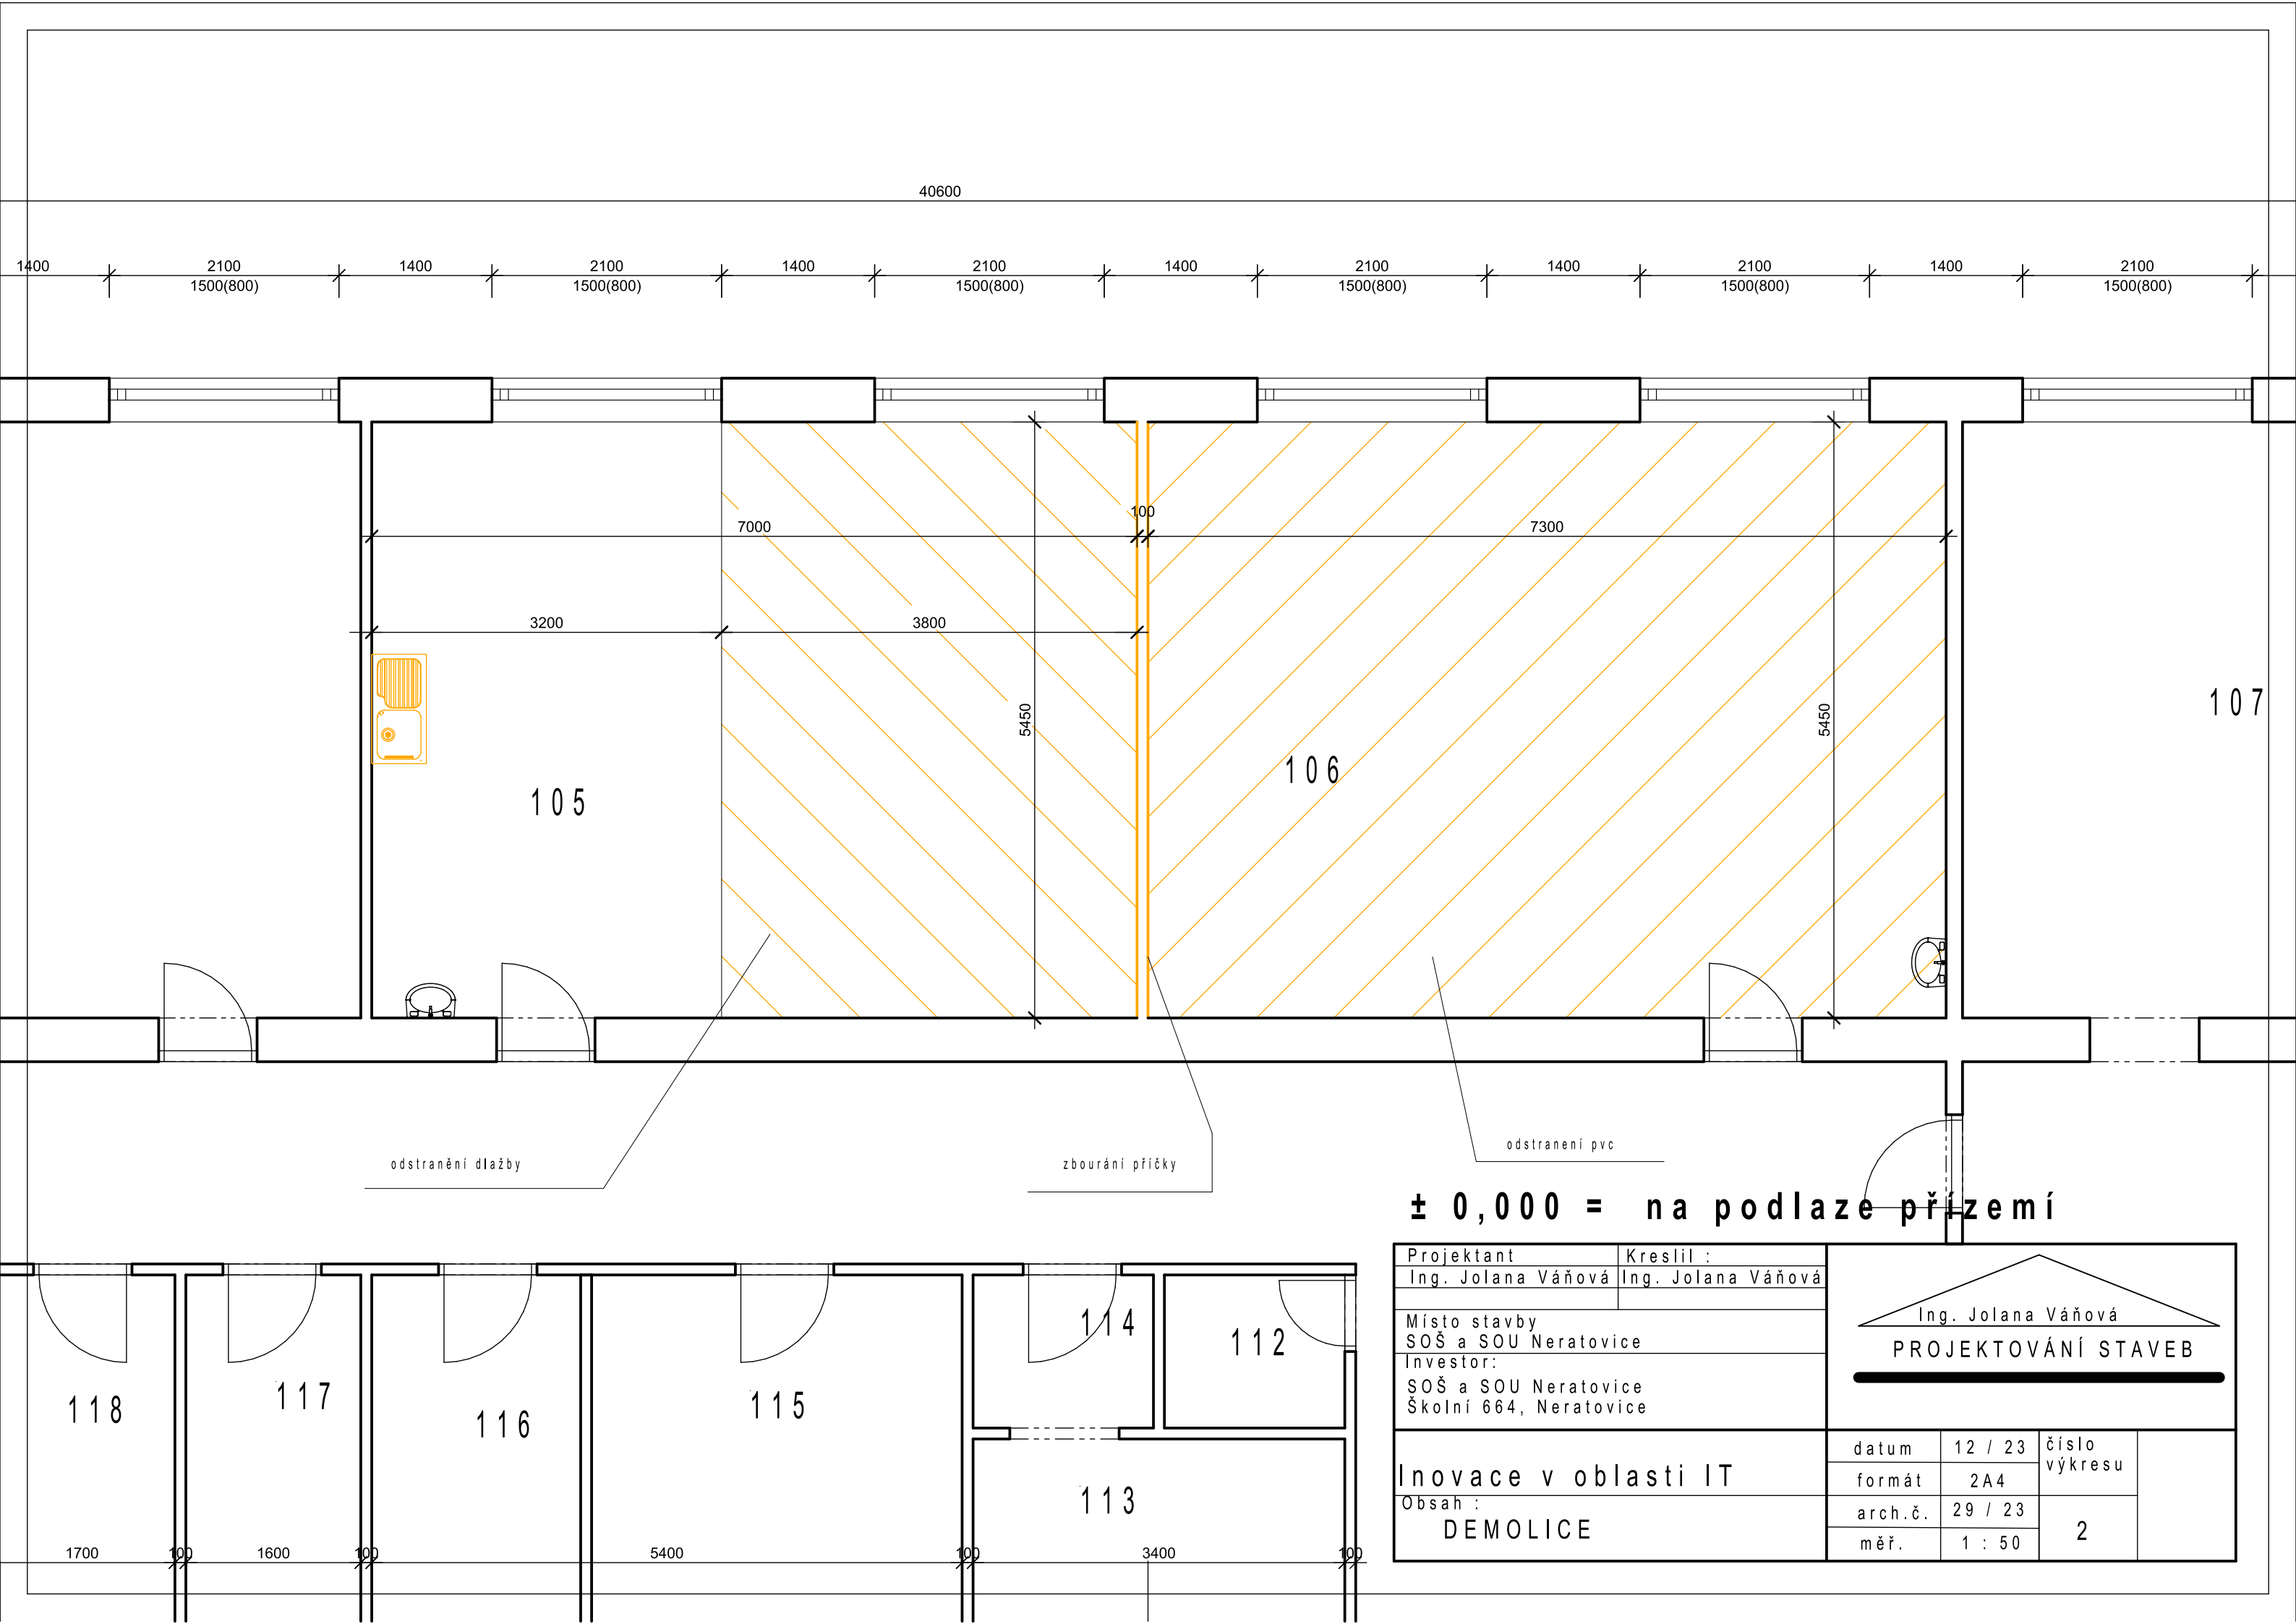 40600
1400 2100 1400 2100 1400 2100 1400 2100 1400 2100 1400 2100
1500(800) 1500(800) 1500(800) 1500(800) 1500(800) 1500(800)
100
7000 7300
3200 3800
5450 5450
107
106
105
odstranení pvc
odstranění dlažby zbourání příčky
± 0,000 = na podlaze přízemí
Projektant Kreslil :
Ing. Jolana Váňová Ing. Jolana Váňová
Místo stavby
SOŠ a SOU Neratovice
Investor:
SOŠ a SOU Neratovice
Školní 664, Neratovice
Ing. Jolana Váňová
PROJEKTOVÁNÍ STAVEB
Inovace v oblasti IT
Obsah :
DEMOLICE
datum 12 / 23 číslo
výkresu
formát 2A4
arch.č. 29 / 23
2
měř. 1 : 50
114
112
118 117 116 115
113
1700 100 1600 100 5400 100 3400 100